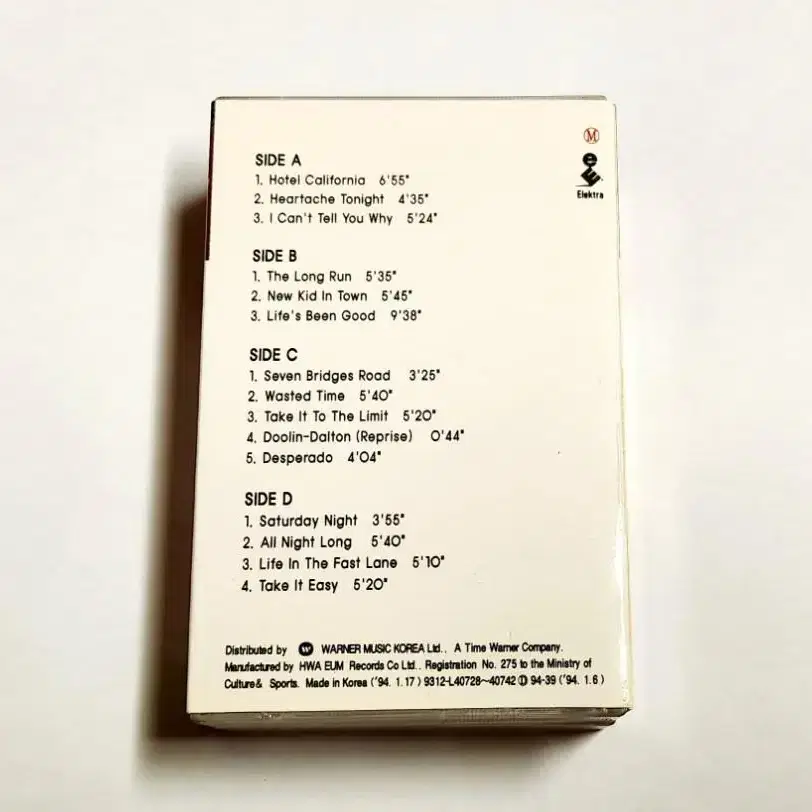 M
e
Elektra
SIDE A
1. Hotel California 6'55"
2. Heartache Tonight 4'35"
3. I Can't Tell You Why 5'24"
SIDE B
1. The Long Run 5'35"
2. New Kid In Town 5'45"
3. Life's Been Good 9'38"
SIDE C
1. Seven Bridges Road 3'25"
2. Wasted Time 5'40"
3. Take It To The Limit 5'20"
4. Doolin-Dalton (Reprise) 0'44"
5. Desperado 4'04"
SIDE D
1. Saturday Night 3'55"
2. All Night Long 5'40"
3. Life In The Fast Lane 5'10"
4. Take It Easy 5'20"
Distributed by WARNER MUSIC KOREA Ltd.. A Time Warner Company.
Manufactured by HWA EUM Records Co Ltd.. Registration No. 275 to the Ministry of
Culture& Sports. Made in Korea ('94. 1.17) 9312-L40728~40742 Ⓓ 94-39 ('94. 1.6)